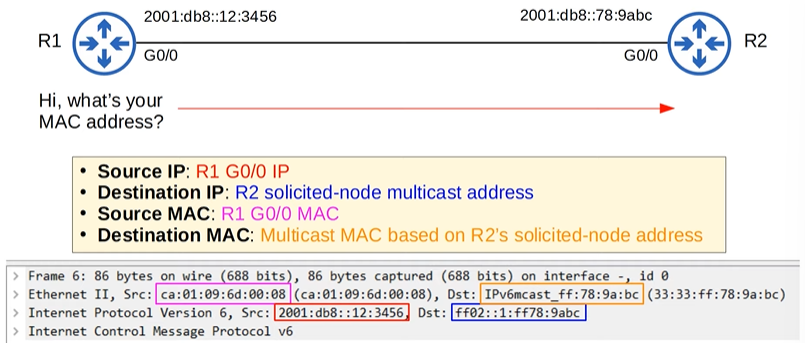 2001:db8::12:3456
2001:db8::78:9abc
R1
R2
G0/0
G0/0
Hi, what's your
MAC address?
• Source IP: R1 G0/0 IP
• Destination IP: R2 solicited-node multicast address
• Source MAC: R1 G0/0 MAC
• Destination MAC: Multicast MAC based on R2's solicited-node address
> Frame 6: 86 bytes on wire (688 bits), 86 bytes captured (688 bits) on interface -, id 0
> Ethernet II, Src: ca:01:09:6d:00:08 (ca:01:09:6d:00:08), Dst: IPv6mcast_ff:78:9a:bc (33:33:ff:78:9a:bc)
> Internet Protocol Version 6, Src: 2001:db8::12:3456, Dst: ff02::1:ff78:9abc
> Internet Control Message Protocol v6